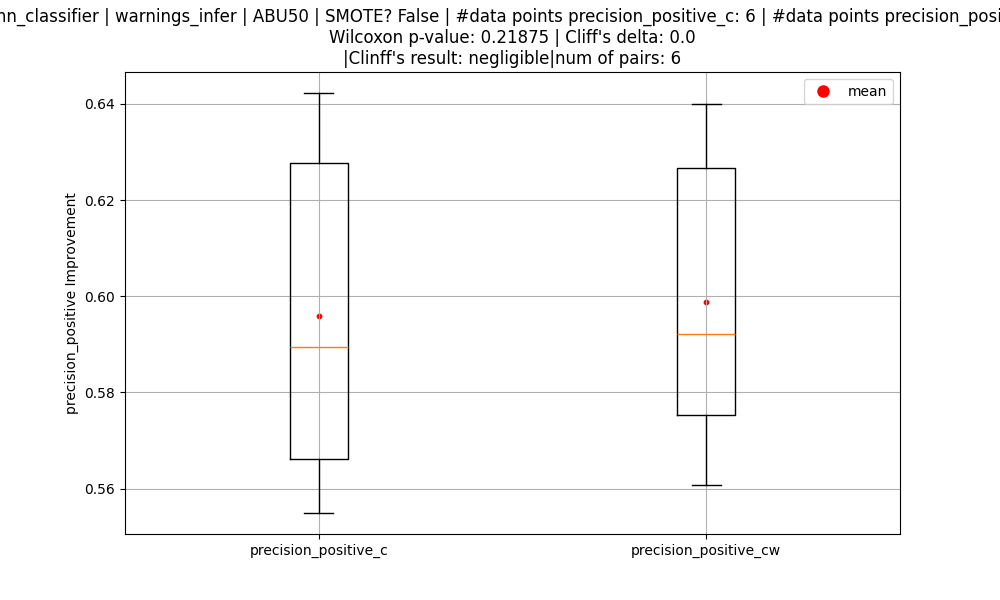 nn_classifier | warnings_infer | ABU50 | SMOTE? False | #data points precision_positive_c: 6 | #data points precision_posi
Wilcoxon p-value: 0.21875 | Cliff's delta: 0.0
|Clinff's result: negligible|num of pairs: 6
mean
0.64
0.62
0.60
0.58
0.56
precision_positive Improvement
precision_positive_c
precision_positive_cw